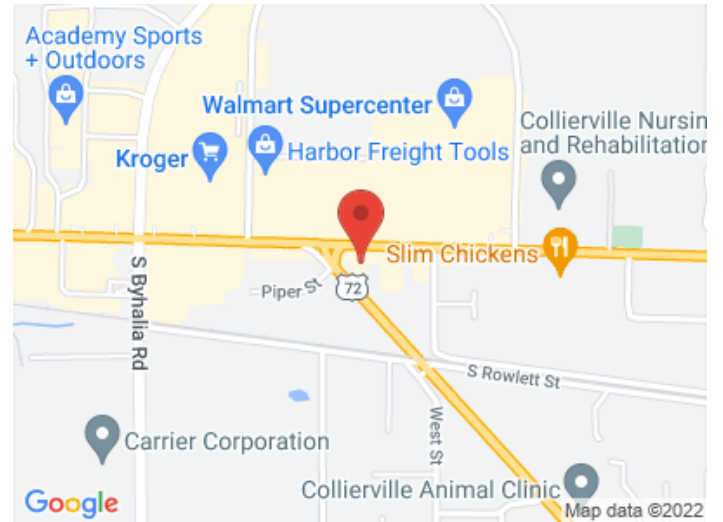 Academy Sports
+ Outdoors
Walmart Supercenter
Collierville Nursin
and Rehabilitation
Kroger
Harbor Freight Tools
Slim Chickens
S Byhalia Rd
Piper St
72
S Rowlett St
West St
Carrier Corporation
Collierville Animal Clinic
Google
Map data ©2022